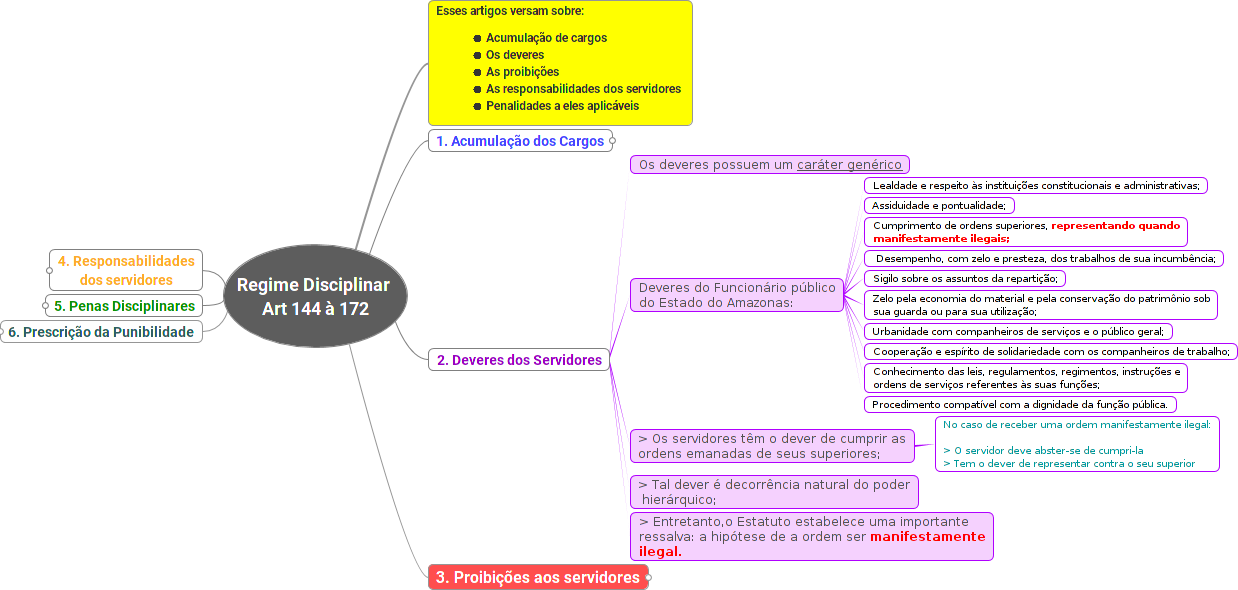 Esses artigos versam sobre:
Acumulação de cargos
Os deveres
As proibições
As responsabilidades dos servidores
Penalidades a eles aplicáveis
1. Acumulação dos Cargos
Regime Disciplinar
Art 144 à 172
4. Responsabilidades
dos servidores
5. Penas Disciplinares
6. Prescrição da Punibilidade
2. Deveres dos Servidores
Os deveres possuem um caráter genérico
Deveres do Funcionário público
do Estado do Amazonas:
Lealdade e respeito às instituições constitucionais e administrativas;
Assiduidade e pontualidade;
Cumprimento de ordens superiores, representando quando
manifestamente ilegais;
Desempenho, com zelo e presteza, dos trabalhos de sua incumbência;
Sigilo sobre os assuntos da repartição;
Zelo pela economia do material e pela conservação do patrimônio sob
sua guarda ou para sua utilização;
Urbanidade com companheiros de serviços e o público geral;
Cooperação e espírito de solidariedade com os companheiros de trabalho;
Conhecimento das leis, regulamentos, regimentos, instruções e
ordens de serviços referentes às suas funções;
Procedimento compatível com a dignidade da função pública.
> Os servidores têm o dever de cumprir as
ordens emanadas de seus superiores;
No caso de receber uma ordem manifestamente ilegal:
> O servidor deve abster-se de cumpri-la
> Tem o dever de representar contra o seu superior
> Tal dever é decorrência natural do poder
hierárquico;
> Entretanto,o Estatuto estabelece uma importante
ressalva: a hipótese de a ordem ser manifestamente
ilegal.
3. Proibições aos servidores